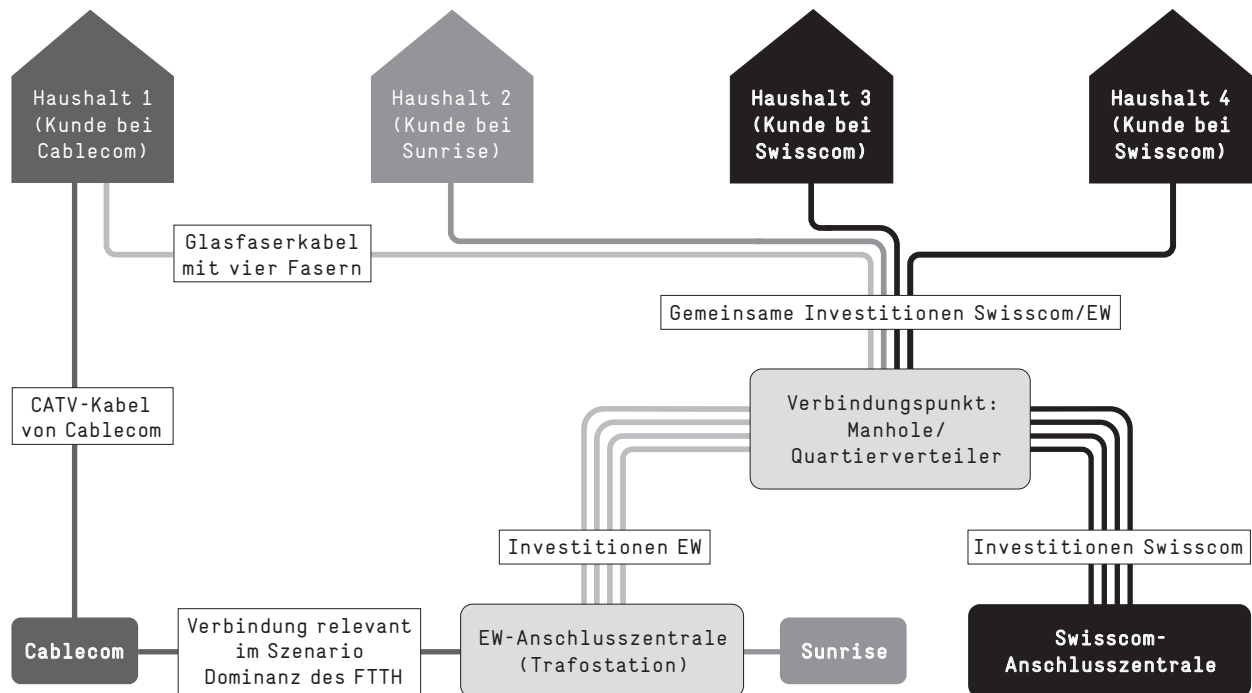 Haushalt 1
(Kunde bei
Cablecom)
Haushalt 2
(Kunde bei
Sunrise)
Haushalt 3
(Kunde bei
Swisscom)
Haushalt 4
(Kunde bei
Swisscom)
Glasfaserkabel
mit vier Fasern
Gemeinsame Investitionen Swisscom/EW
CATV-Kabel
von Cablecom
Verbindungspunkt:
Manhole/
Quartierverteiler
Investitionen EW
Investitionen Swisscom
Cablecom
Verbindung relevant
im Szenario
Dominanz des FTTH
EW-Anschlusszentrale
(Trafostation)
Sunrise
Swisscom-
Anschlusszentrale